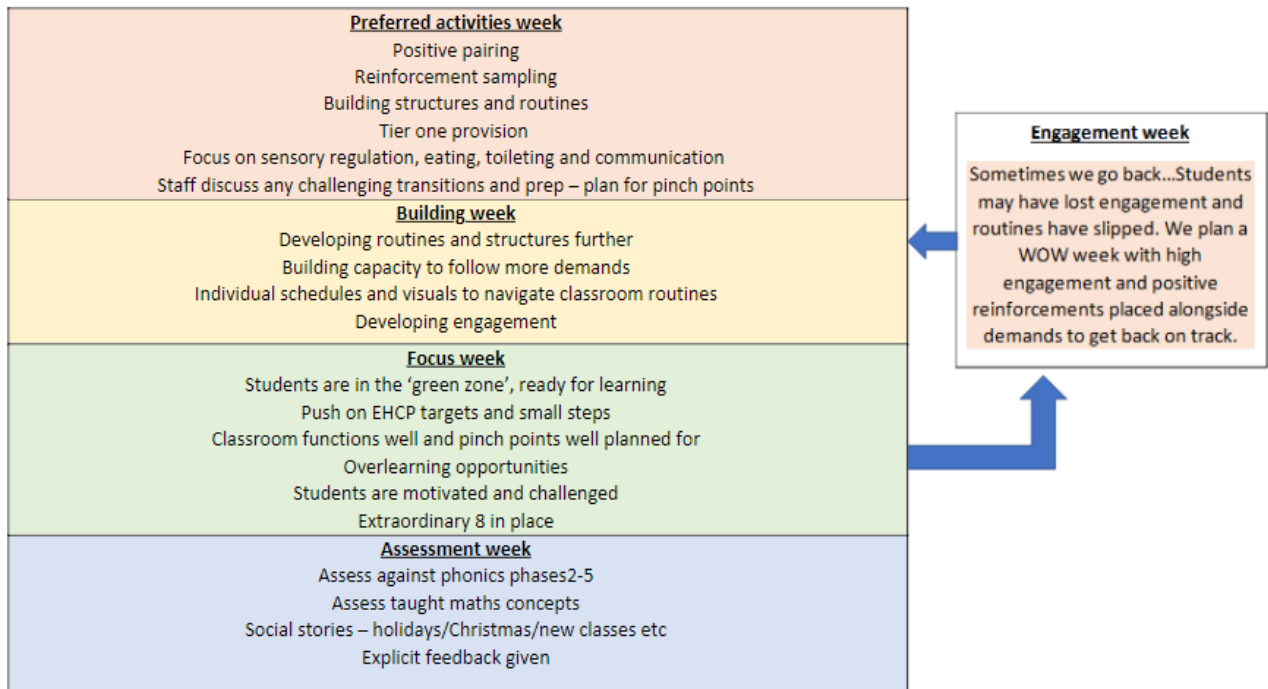 Preferred activities week
Positive pairing
Reinforcement sampling
Building structures and routines
Tier one provision
Focus on sensory regulation, eating, toileting and communication
Staff discuss any challenging transitions and prep – plan for pinch points
Building week
Developing routines and structures further
Building capacity to follow more demands
Individual schedules and visuals to navigate classroom routines
Developing engagement
Focus week
Students are in the ‘green zone’, ready for learning
Push on EHCP targets and small steps
Classroom functions well and pinch points well planned for
Overlearning opportunities
Students are motivated and challenged
Extraordinary 8 in place
Assessment week
Assess against phonics phases2-5
Assess taught maths concepts
Social stories – holidays/Christmas/new classes etc
Explicit feedback given
Engagement week
Sometimes we go back...Students
may have lost engagement and
routines have slipped. We plan a
WOW week with high
engagement and positive
reinforcements placed alongside
demands to get back on track.